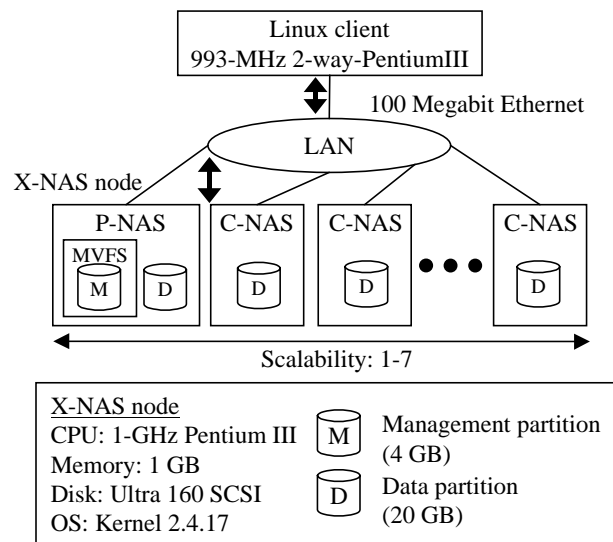 Linux client
993-MHz 2-way-PentiumIII
100 Megabit Ethernet
LAN
X-NAS node
P-NAS
C-NAS
C-NAS
C-NAS
MVFS
M
D
D
D
D
Scalability: 1-7
X-NAS node
CPU: 1-GHz Pentium III
Memory: 1 GB
Disk: Ultra 160 SCSI
OS: Kernel 2.4.17
M
Management partition
(4 GB)
D
Data partition
(20 GB)